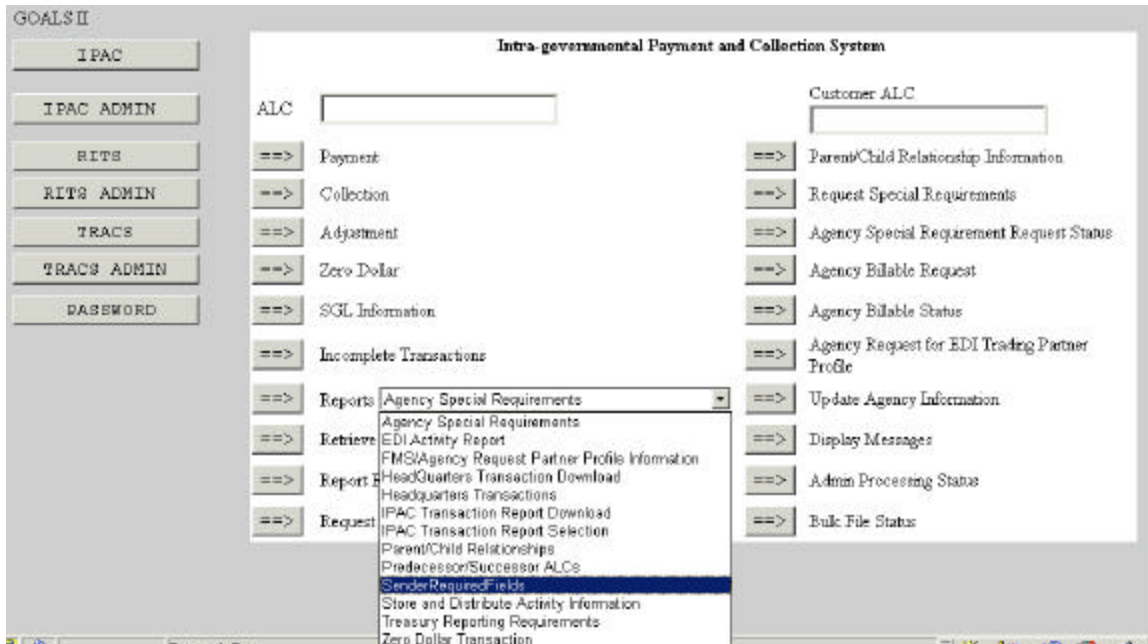 GOALS II
IPAC
IPAC ADMIN
RITS
RITS ADMIN
TRACS
TRACS ADMIN
PASSWORD
Intra-governmental Payment and Collection System
ALC
Customer ALC
==> Payment
==> Parent/Child Relationship Information
==> Collection
==> Request Special Requirements
==> Adjustment
==> Agency Special Requirement Request Status
==> Zero Dollar
==> Agency Billable Request
==> SGL Information
==> Agency Billable Status
==> Incomplete Transactions
==> Agency Request for EDI Trading Partner
Profile
==> Reports Agency Special Requirements
==> Update Agency Information
==> Retrieve
==> Display Messages
==> Report
==> Admin Processing Status
==> Request
==> Bulk File Status
Agency Special Requirements
EDI Activity Report
FMS/Agency Request Partner Profile Information
HeadQuarters Transaction Download
Headquarters Transactions
IPAC Transaction Report Download
IPAC Transaction Report Selection
Parent/Child Relationships
Predecessor/Successor ALCs
SenderRequiredFields
Store and Distribute Activity Information
Treasury Reporting Requirements
Zero Dollar Transaction